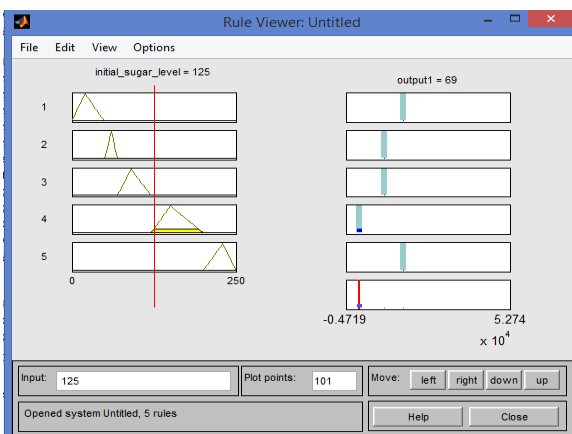 Rule Viewer: Untitled
File Edit View Options
initial_sugar_level = 125
output1 = 69
1
2
3
4
5
0 250
-0.4719 5.274
x 10^4
Input: 125 Plot points: 101 Move: left right down up
Opened system Untitled, 5 rules
Help Close